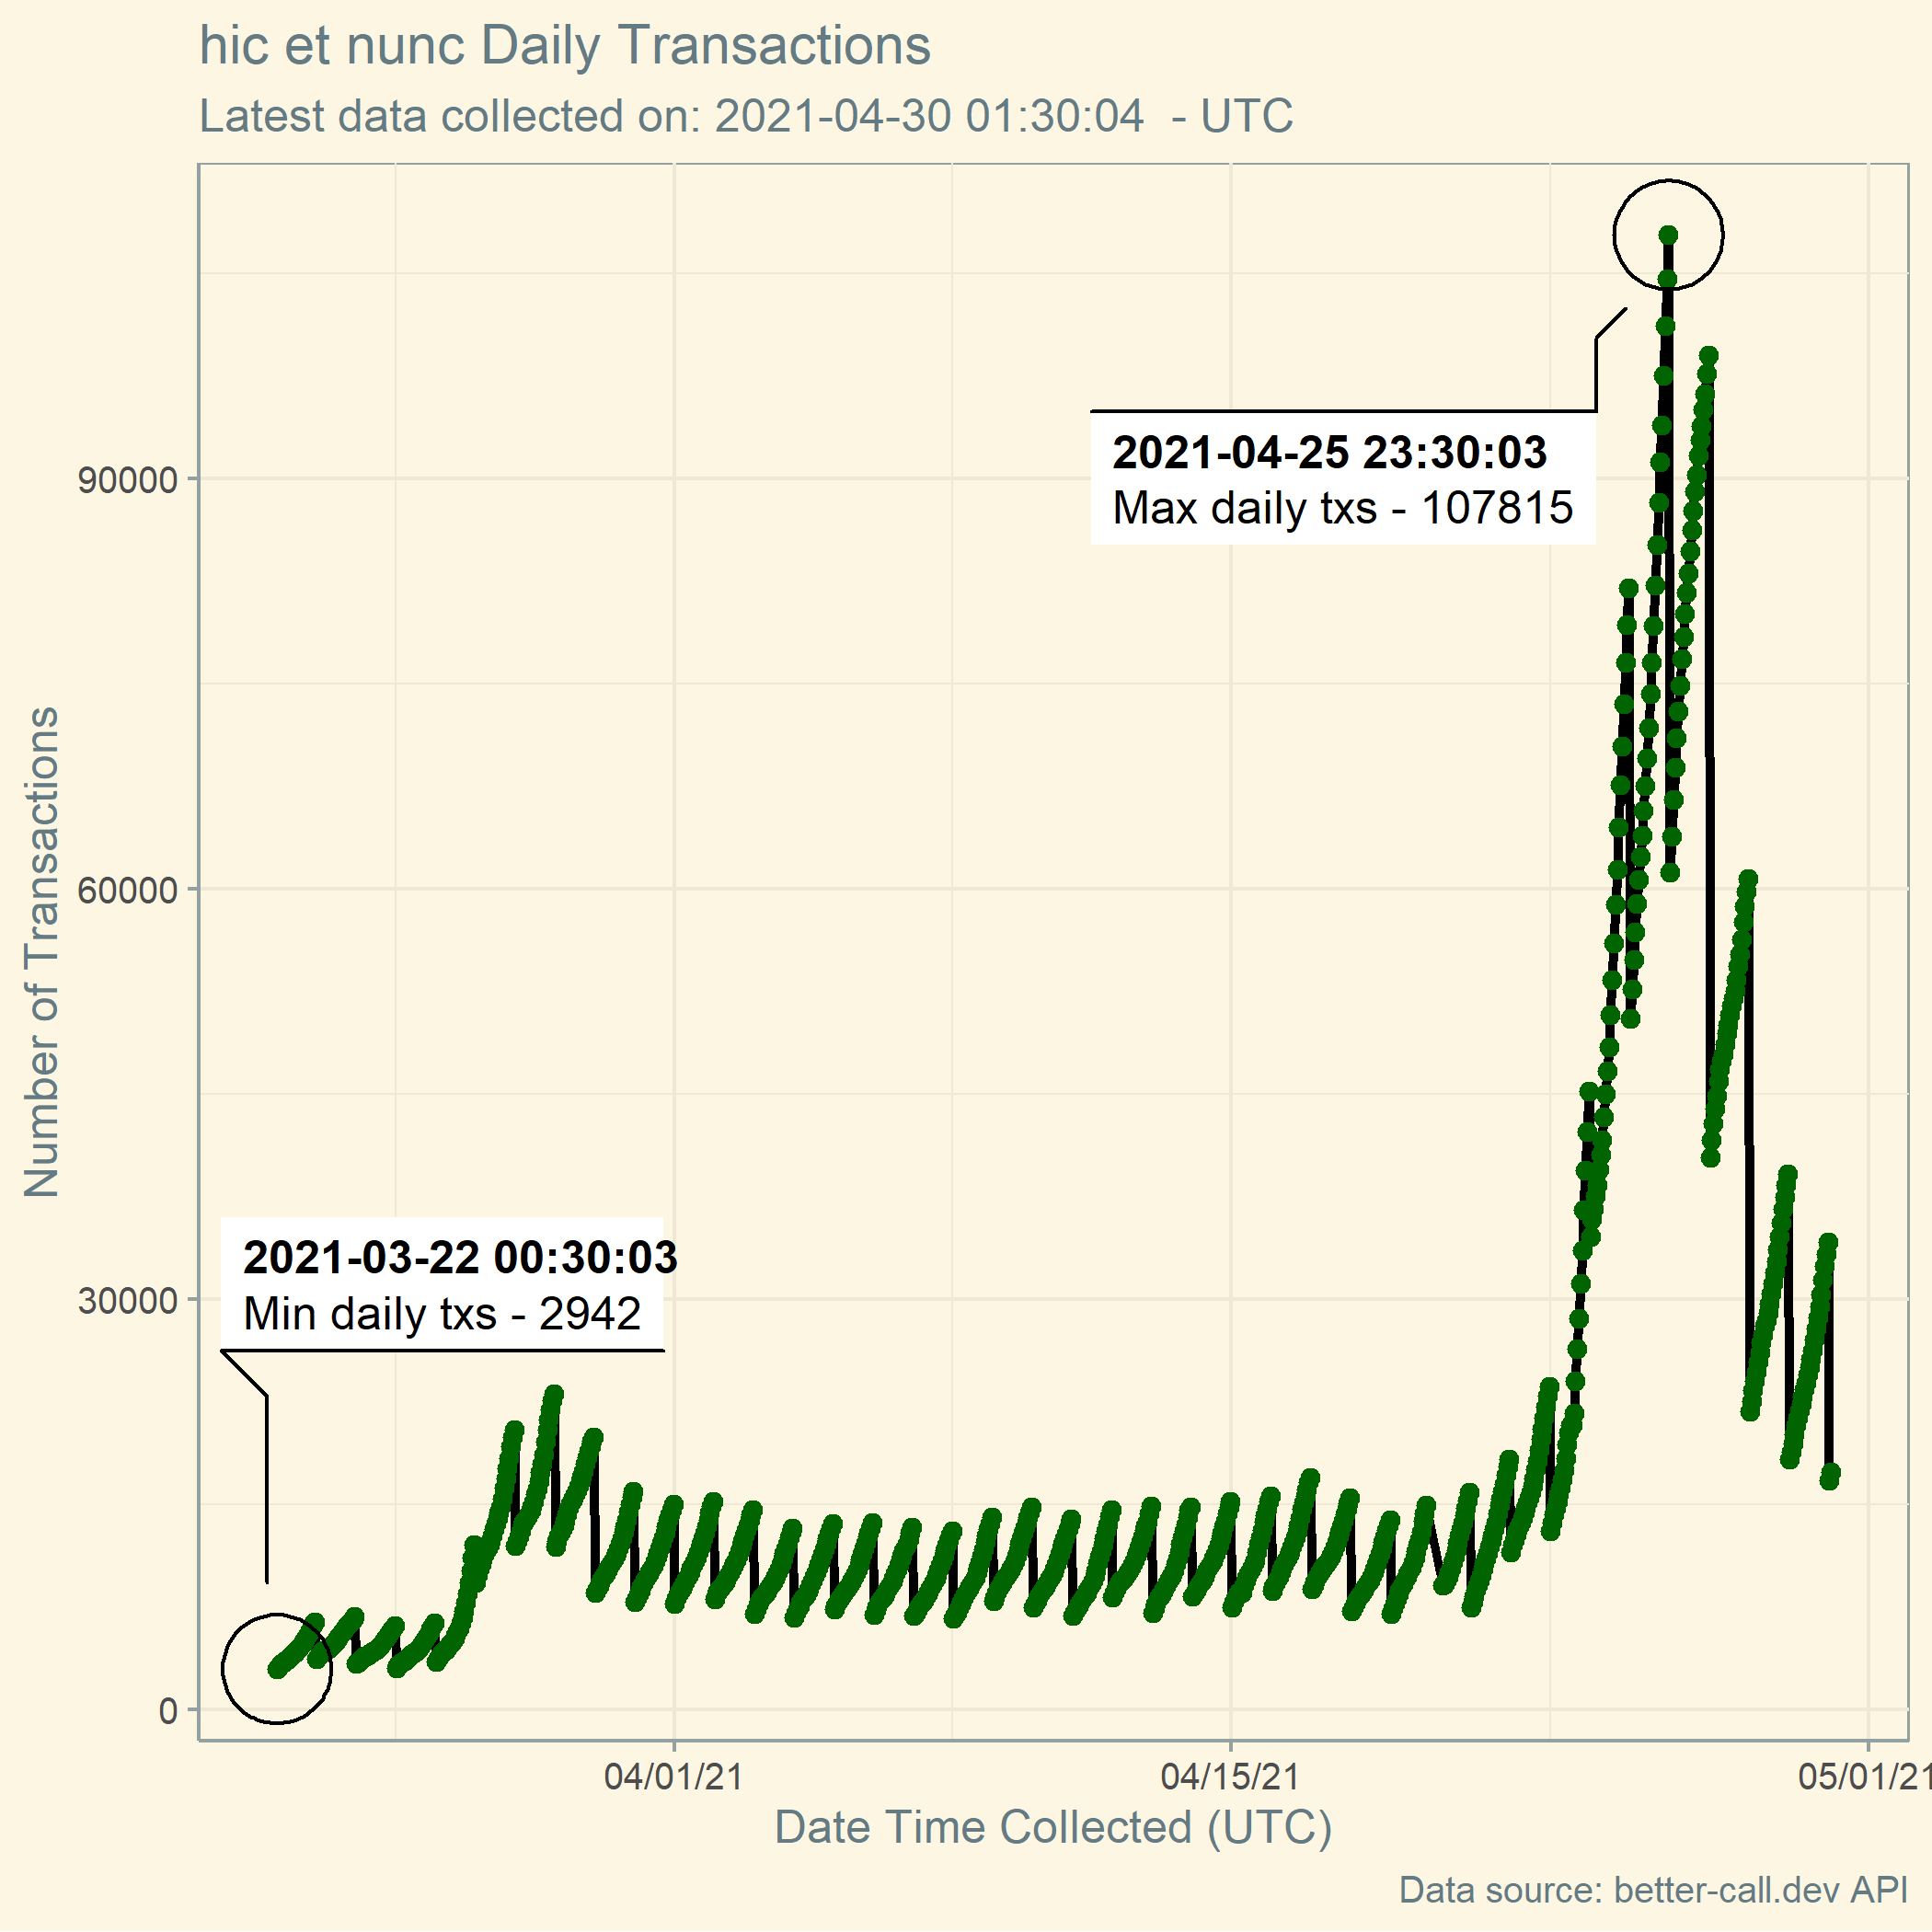 hic et nunc Daily Transactions
Latest data collected on: 2021-04-30 01:30:04  - UTC
2021-04-25 23:30:03
Max daily txs - 107815
90000
60000
Number of Transactions
2021-03-22 00:30:03
Min daily txs - 2942
30000
0
04/01/21
04/15/21
05/01/21
Date Time Collected (UTC)
Data source: better-call.dev API